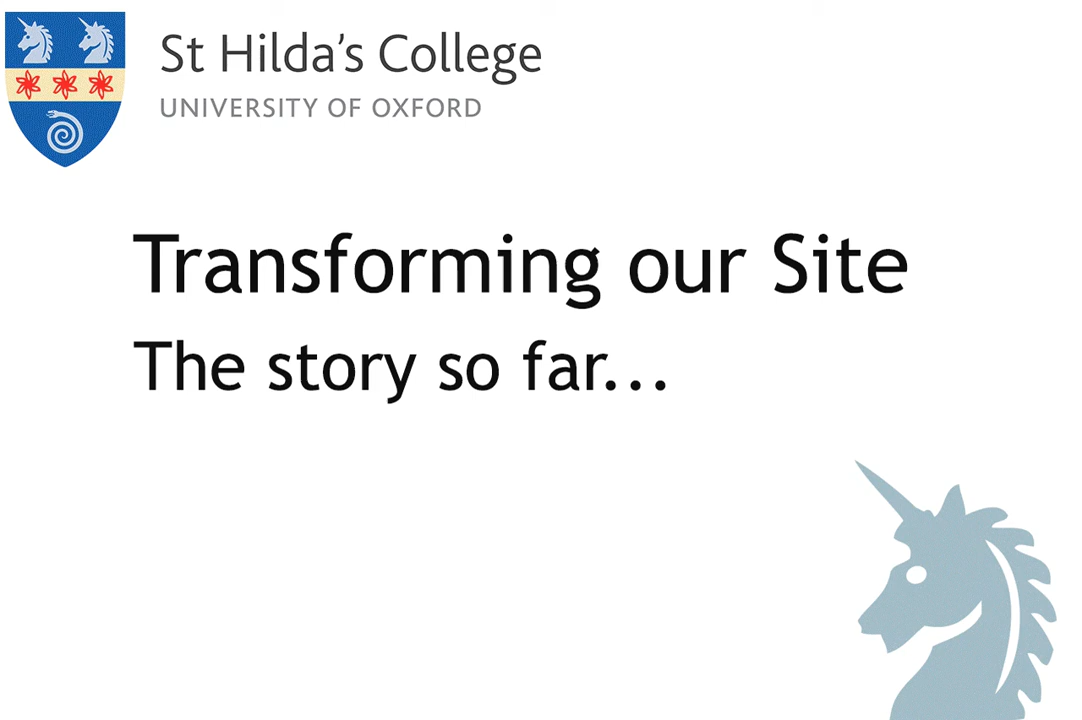 St Hilda's College
UNIVERSITY OF OXFORD
Transforming our Site
The story so far...